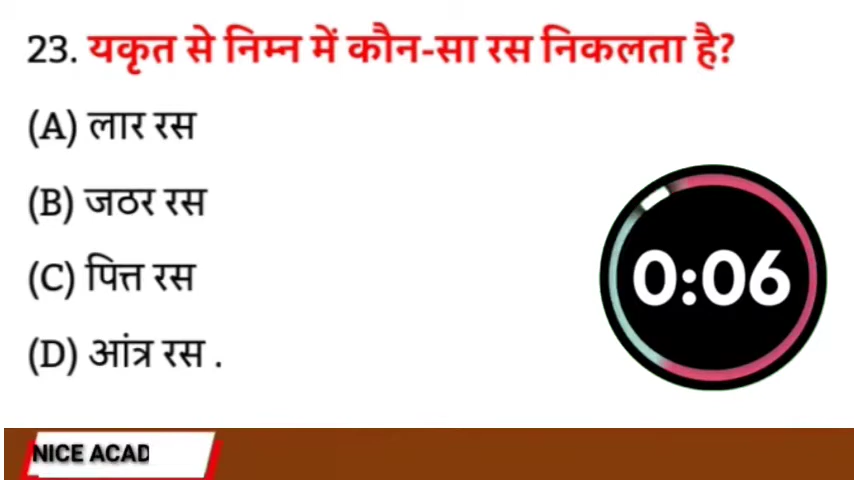 23. यकृत से निम्न में कौन-सा रस निकलता है?
(A) लार रस
(B) जठर रस
(C) पित्त रस
(D) आंत्र रस .
0:06
NICE ACAD